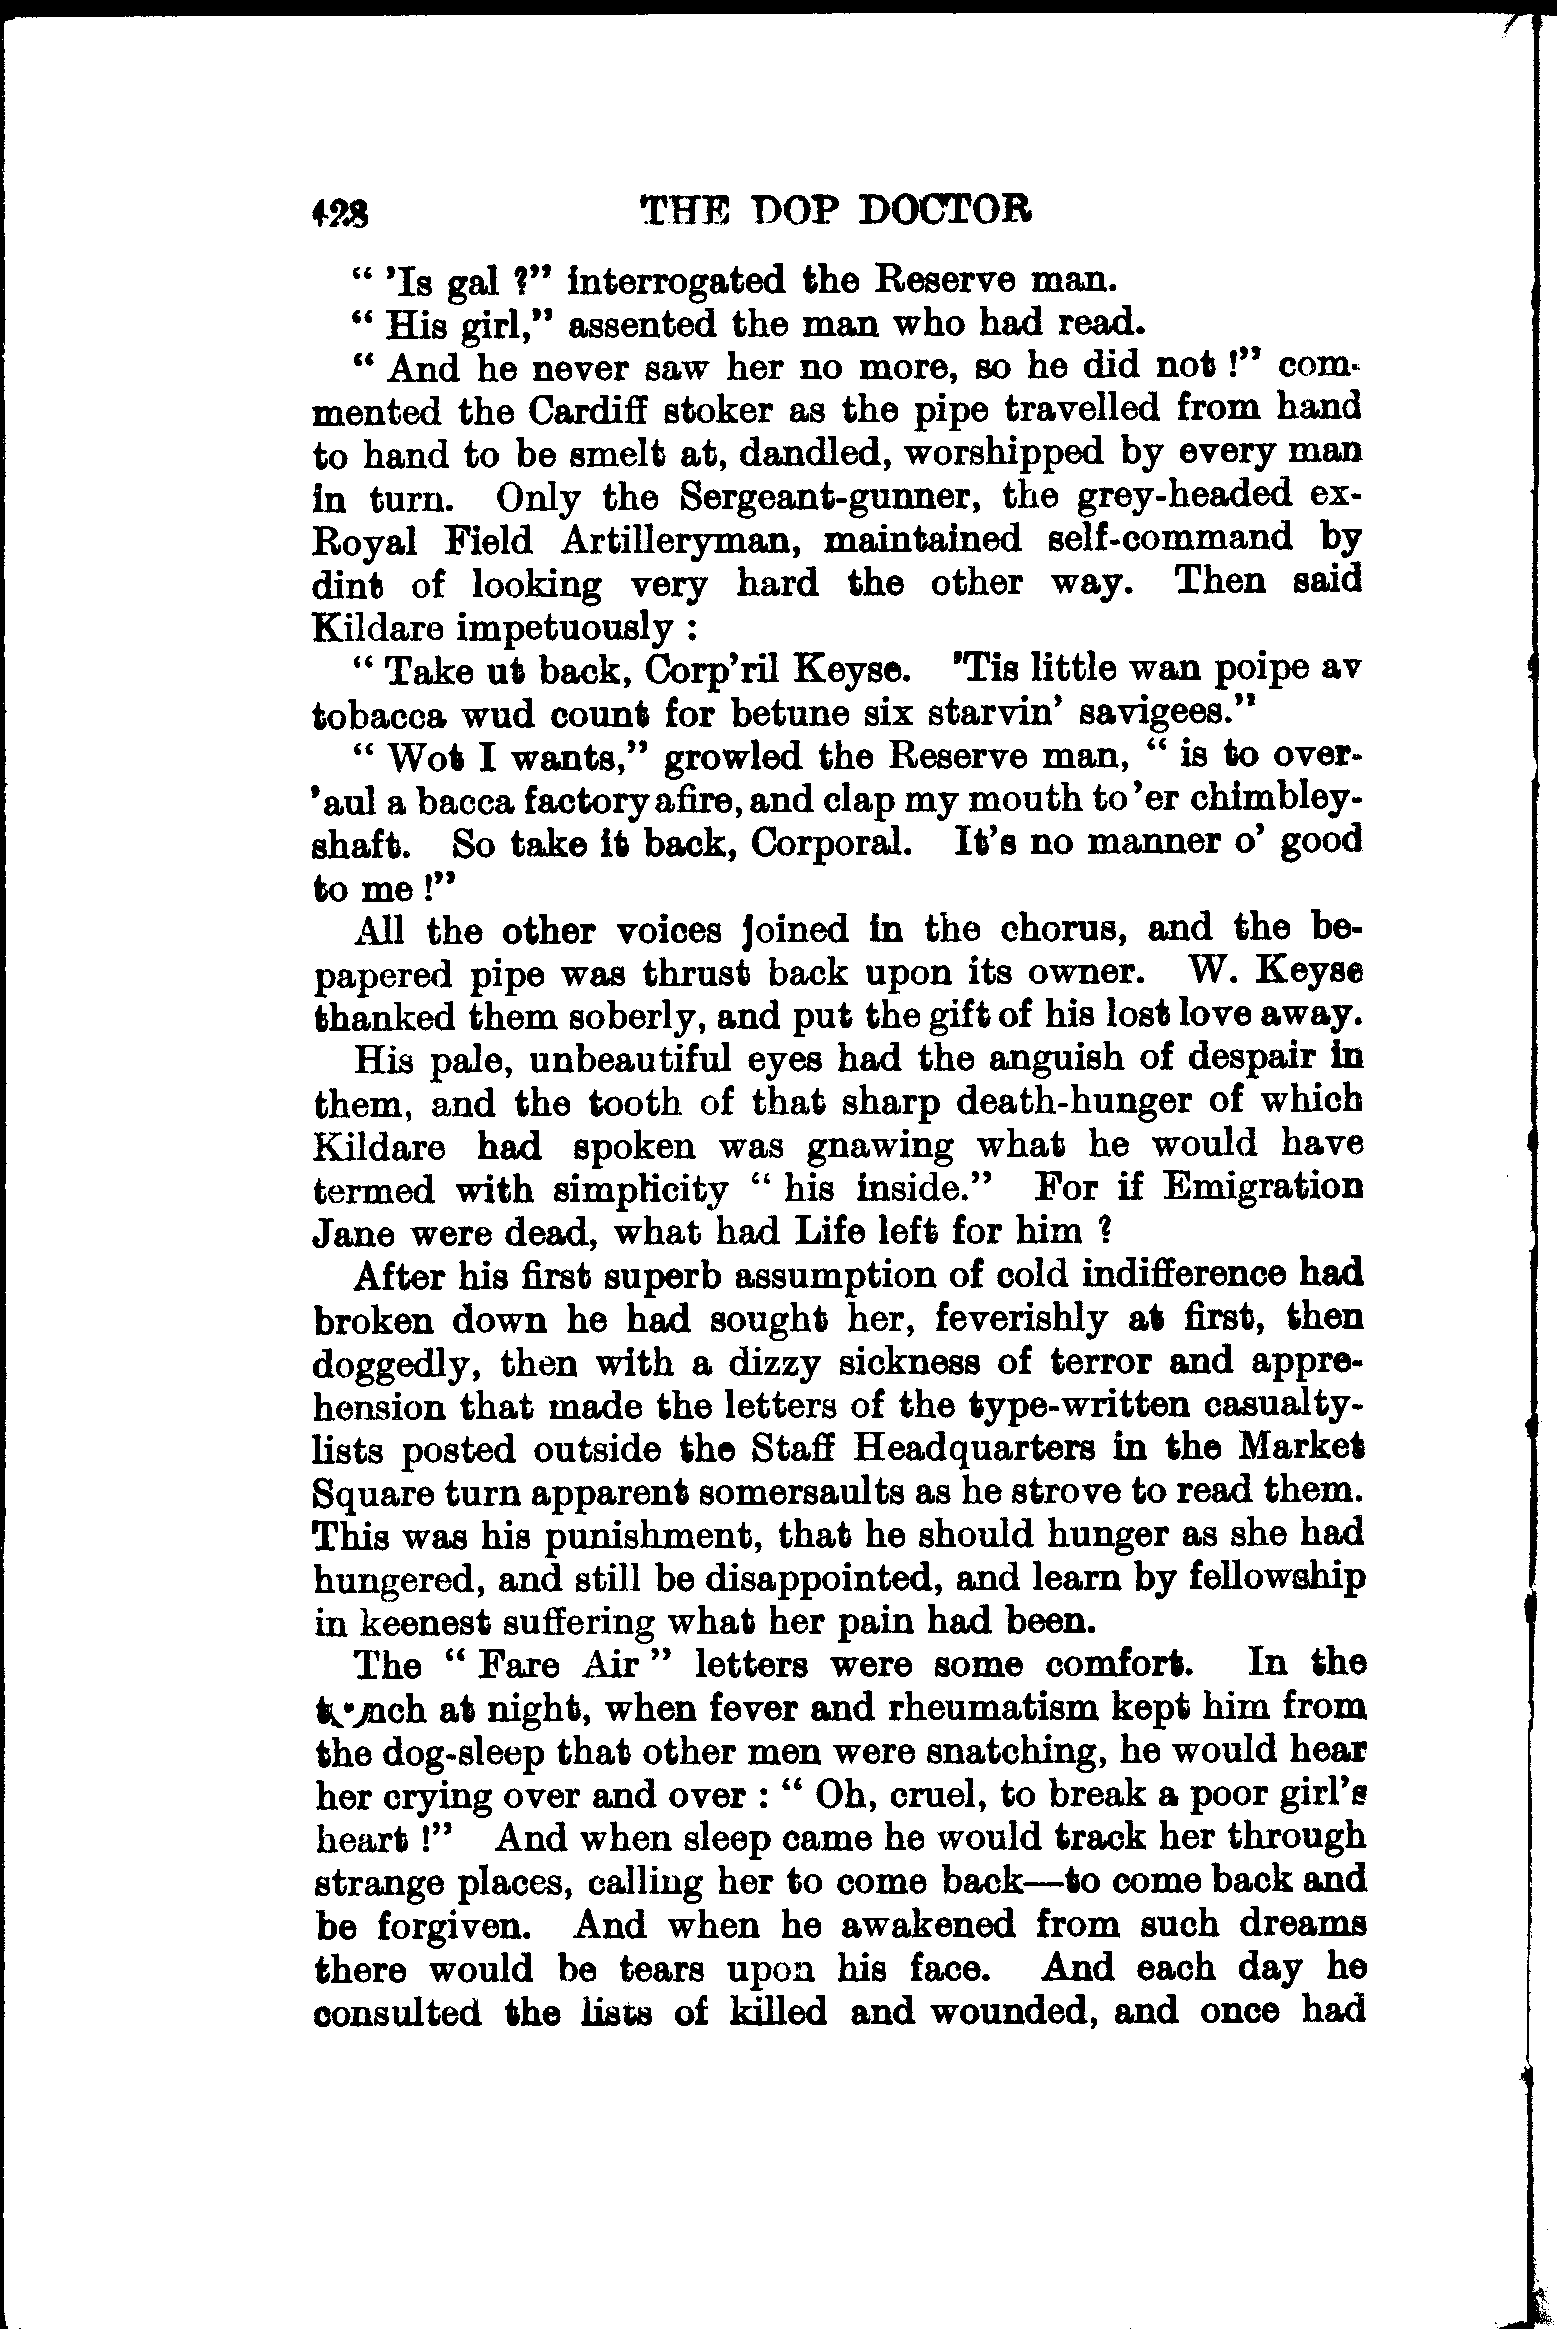 428 THE DOP DOCTOR
“ 'Is gal ?” interrogated the Reserve man.
“ His girl,” assented the man who had read.
“ And he never saw her no more, so he did not !” com-
mented the Cardiff stoker as the pipe travelled from hand
to hand to be smelt at, dandled, worshipped by every man
in turn. Only the Sergeant-gunner, the grey-headed ex-
Royal Field Artilleryman, maintained self-command by
dint of looking very hard the other way. Then said
Kildare impetuously :
“ Take ut back, Corp'ril Keyse. 'Tis little wan poipe av
tobacca wud count for betune six starvin' savigees.”
“ Wot I wants,” growled the Reserve man, “ is to over-
'aul a bacca factory afire, and clap my mouth to 'er chimbley-
shaft. So take it back, Corporal. It's no manner o' good
to me !”
All the other voices joined in the chorus, and the be-
papered pipe was thrust back upon its owner. W. Keyse
thanked them soberly, and put the gift of his lost love away.
His pale, unbeautiful eyes had the anguish of despair in
them, and the tooth of that sharp death-hunger of which
Kildare had spoken was gnawing what he would have
termed with simplicity “ his inside.” For if Emigration
Jane were dead, what had Life left for him ?
After his first superb assumption of cold indifference had
broken down he had sought her, feverishly at first, then
doggedly, then with a dizzy sickness of terror and appre-
hension that made the letters of the type-written casualty-
lists posted outside the Staff Headquarters in the Market
Square turn apparent somersaults as he strove to read them.
This was his punishment, that he should hunger as she had
hungered, and still be disappointed, and learn by fellowship
in keenest suffering what her pain had been.
The “ Fare Air ” letters were some comfort. In the
trench at night, when fever and rheumatism kept him from
the dog-sleep that other men were snatching, he would hear
her crying over and over : “ Oh, cruel, to break a poor girl's
heart !” And when sleep came he would track her through
strange places, calling her to come back—to come back and
be forgiven. And when he awakened from such dreams
there would be tears upon his face. And each day he
consulted the lists of killed and wounded, and once had